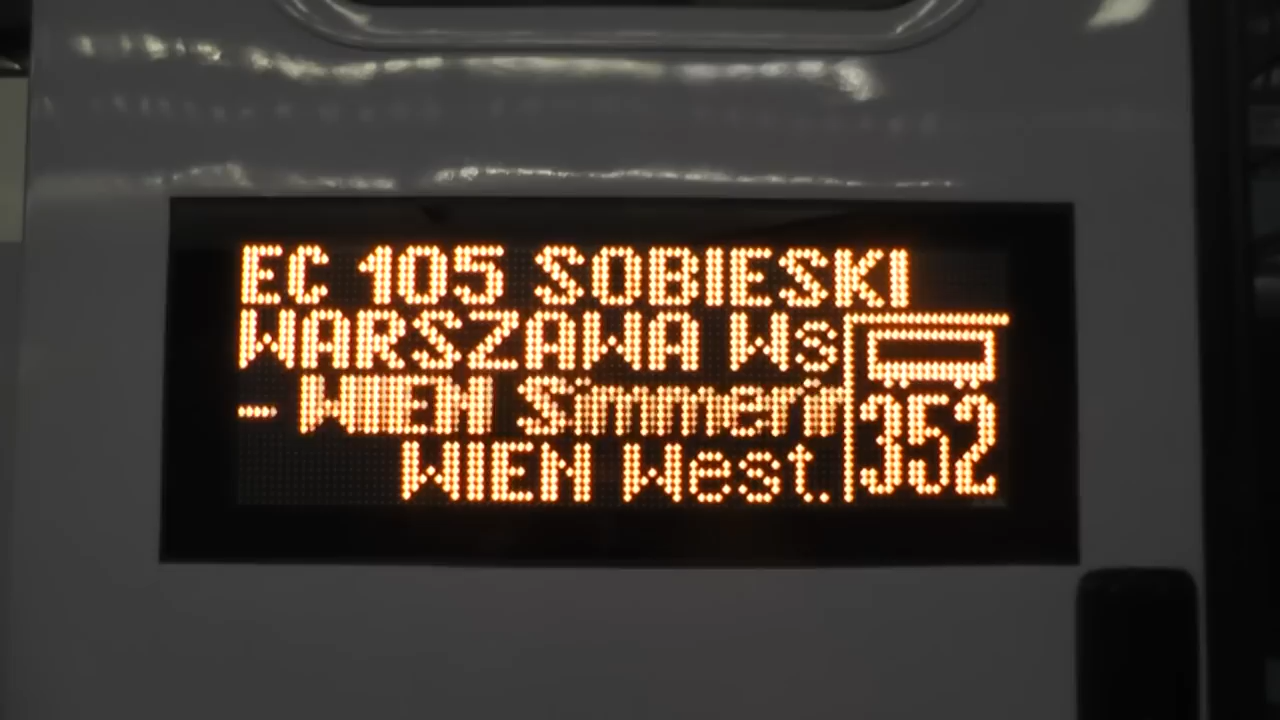 EC 105 SOBIESKI
WARSZAWA Ws
- WIEN Simmerin
WIEN West.
352